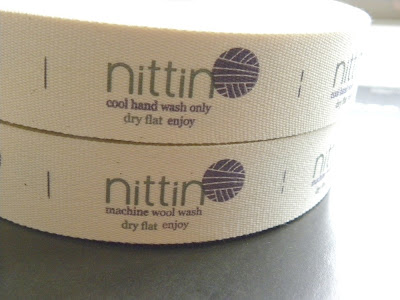 nittin
cool hand wash only
dry flat enjoy
nittin
machine wool wash
dry flat enjoy